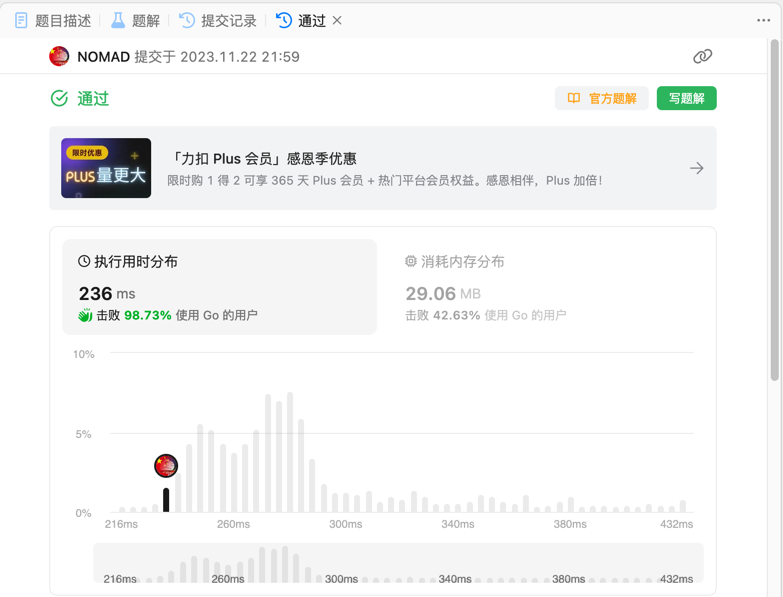 题目描述 题解 提交记录 通过
NOMAD 提交于 2023.11.22 21:59
通过
官方题解 写题解
限时优惠
PLUS量更大
「力扣 Plus 会员」感恩季优惠
限时购 1 得 2 可享 365 天 Plus 会员 + 热门平台会员权益。感恩相伴，Plus 加倍！
执行用时分布
236 ms
击败 98.73% 使用 Go 的用户
消耗内存分布
29.06 MB
击败 42.63% 使用 Go 的用户
10%
5%
0%
216ms 260ms 300ms 340ms 380ms 432ms
216ms 260ms 300ms 340ms 380ms 432ms